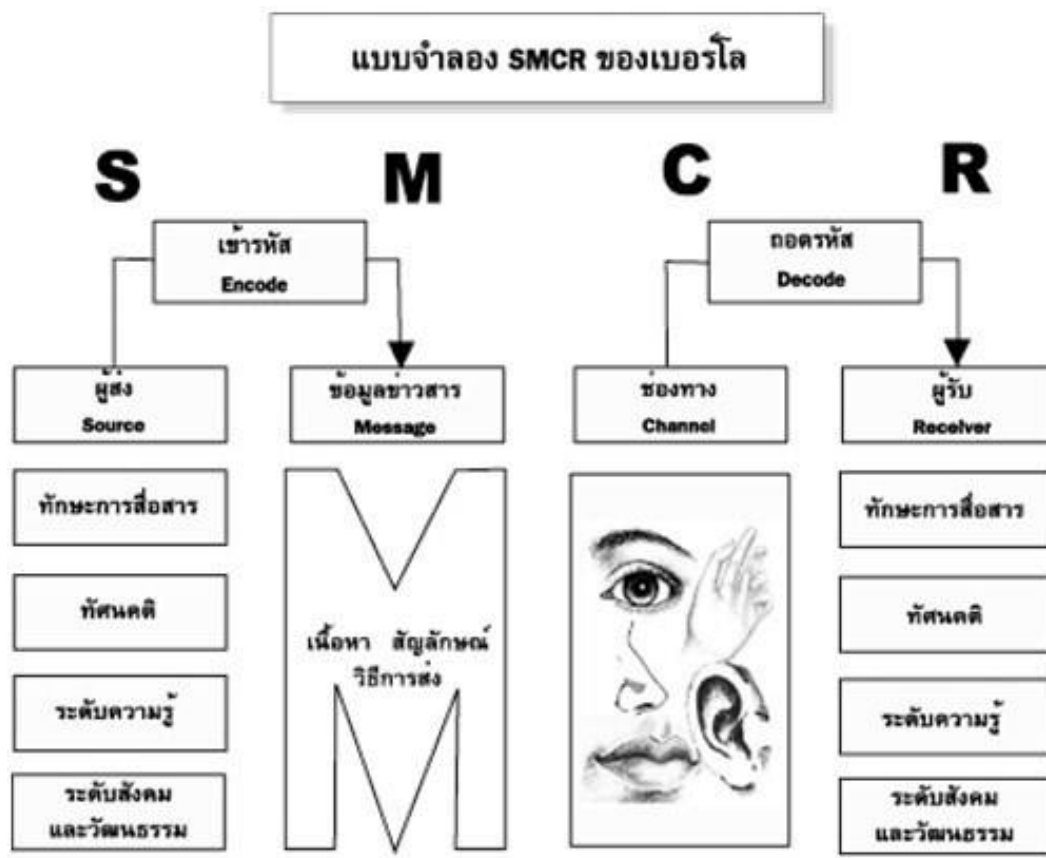 แบบจำลอง SMCR ของเบอร์โล
S M C R
เข้ารหัส
Encode
ถอดรหัส
Decode
ผู้ส่ง
Source
ข้อมูลข่าวสาร
Message
ช่องทาง
Channel
ผู้รับ
Receiver
ทักษะการสื่อสาร
ทัศนคติ
ระดับความรู้
ระดับสังคม
และวัฒนธรรม
เนื้อหา สัญลักษณ์
วิธีการส่ง
ทักษะการสื่อสาร
ทัศนคติ
ระดับความรู้
ระดับสังคม
และวัฒนธรรม